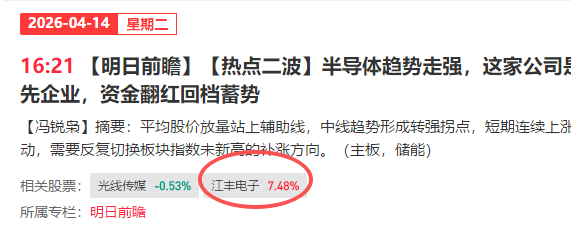 2026-04-14 星期二
16:21 【明日前瞻】【热点二波】半导体趋势走强，这家公司是
先企业，资金翻红回档蓄势
【冯锐枭】摘要：平均股价放量站上辅助线，中线趋势形成转强拐点，短期连续上涨
动，需要反复切换板块指数未新高的补涨方向。（主板，储能）
相关股票： 光线传媒 -0.53% 江丰电子 7.48%
所属专栏：明日前瞻